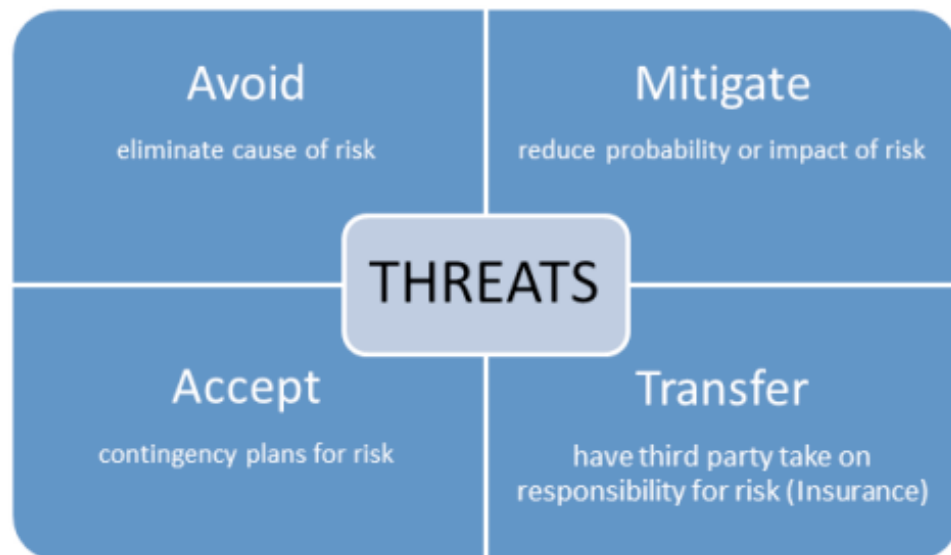 Avoid
eliminate cause of risk
Mitigate
reduce probability or impact of risk
THREATS
Accept
contingency plans for risk
Transfer
have third party take on
responsibility for risk (Insurance)